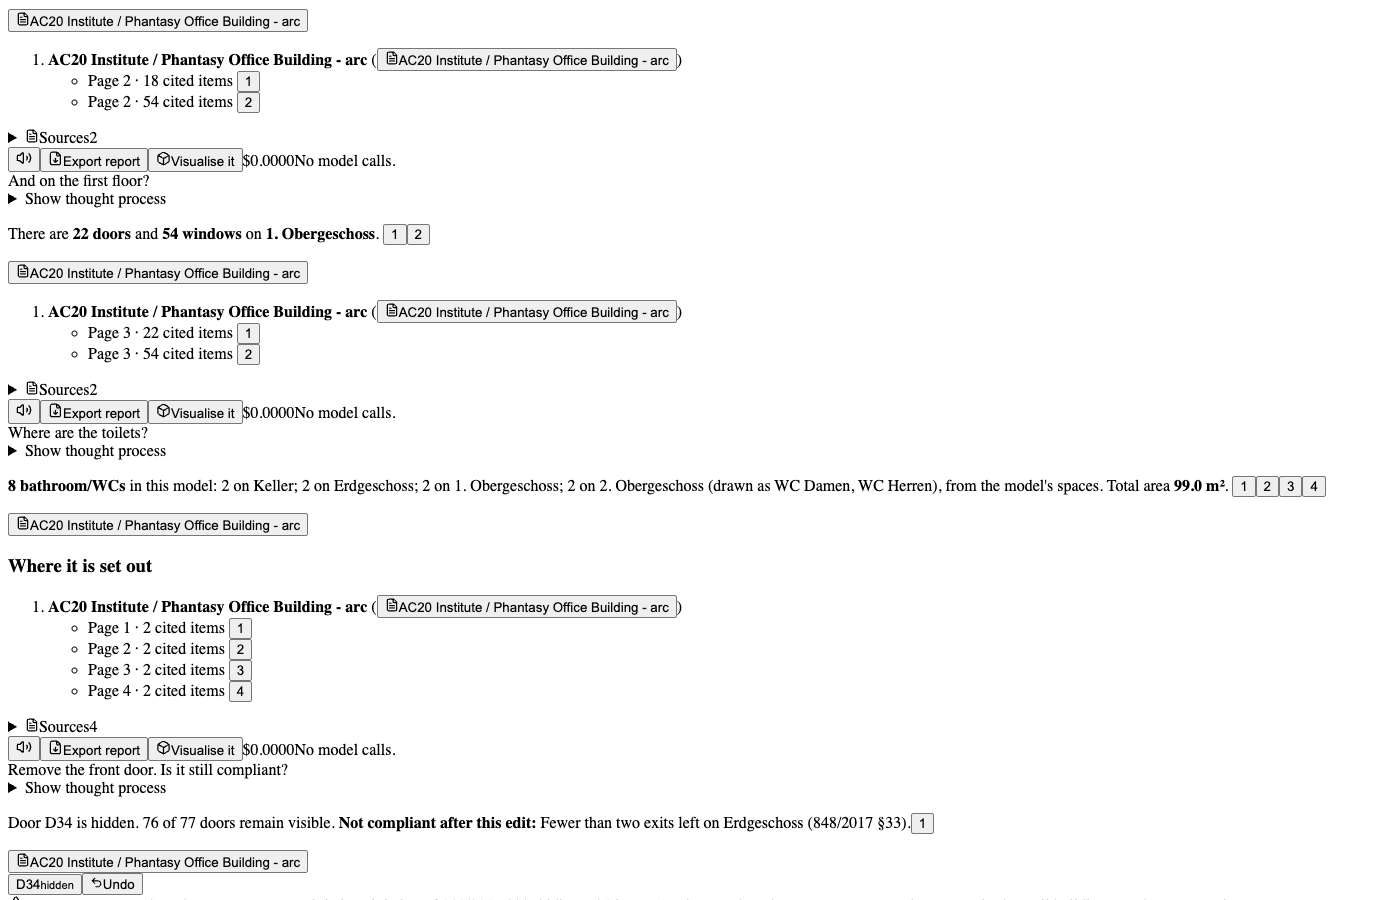 AC20 Institute / Phantasy Office Building - arc
1. AC20 Institute / Phantasy Office Building - arc (AC20 Institute / Phantasy Office Building - arc)
Page 2 · 18 cited items 1
Page 2 · 54 cited items 2
Sources2
Export report Visualise it $0.0000No model calls.
And on the first floor?
Show thought process
There are 22 doors and 54 windows on 1. Obergeschoss. 1 2
AC20 Institute / Phantasy Office Building - arc
1. AC20 Institute / Phantasy Office Building - arc (AC20 Institute / Phantasy Office Building - arc)
Page 3 · 22 cited items 1
Page 3 · 54 cited items 2
Sources2
Export report Visualise it $0.0000No model calls.
Where are the toilets?
Show thought process
8 bathroom/WCs in this model: 2 on Keller; 2 on Erdgeschoss; 2 on 1. Obergeschoss; 2 on 2. Obergeschoss (drawn as WC Damen, WC Herren), from the model's spaces. Total area 99.0 m². 1 2 3 4
AC20 Institute / Phantasy Office Building - arc
Where it is set out
1. AC20 Institute / Phantasy Office Building - arc (AC20 Institute / Phantasy Office Building - arc)
Page 1 · 2 cited items 1
Page 2 · 2 cited items 2
Page 3 · 2 cited items 3
Page 4 · 2 cited items 4
Sources4
Export report Visualise it $0.0000No model calls.
Remove the front door. Is it still compliant?
Show thought process
Door D34 is hidden. 76 of 77 doors remain visible. Not compliant after this edit: Fewer than two exits left on Erdgeschoss (848/2017 §33). 1
AC20 Institute / Phantasy Office Building - arc
D34hidden Undo